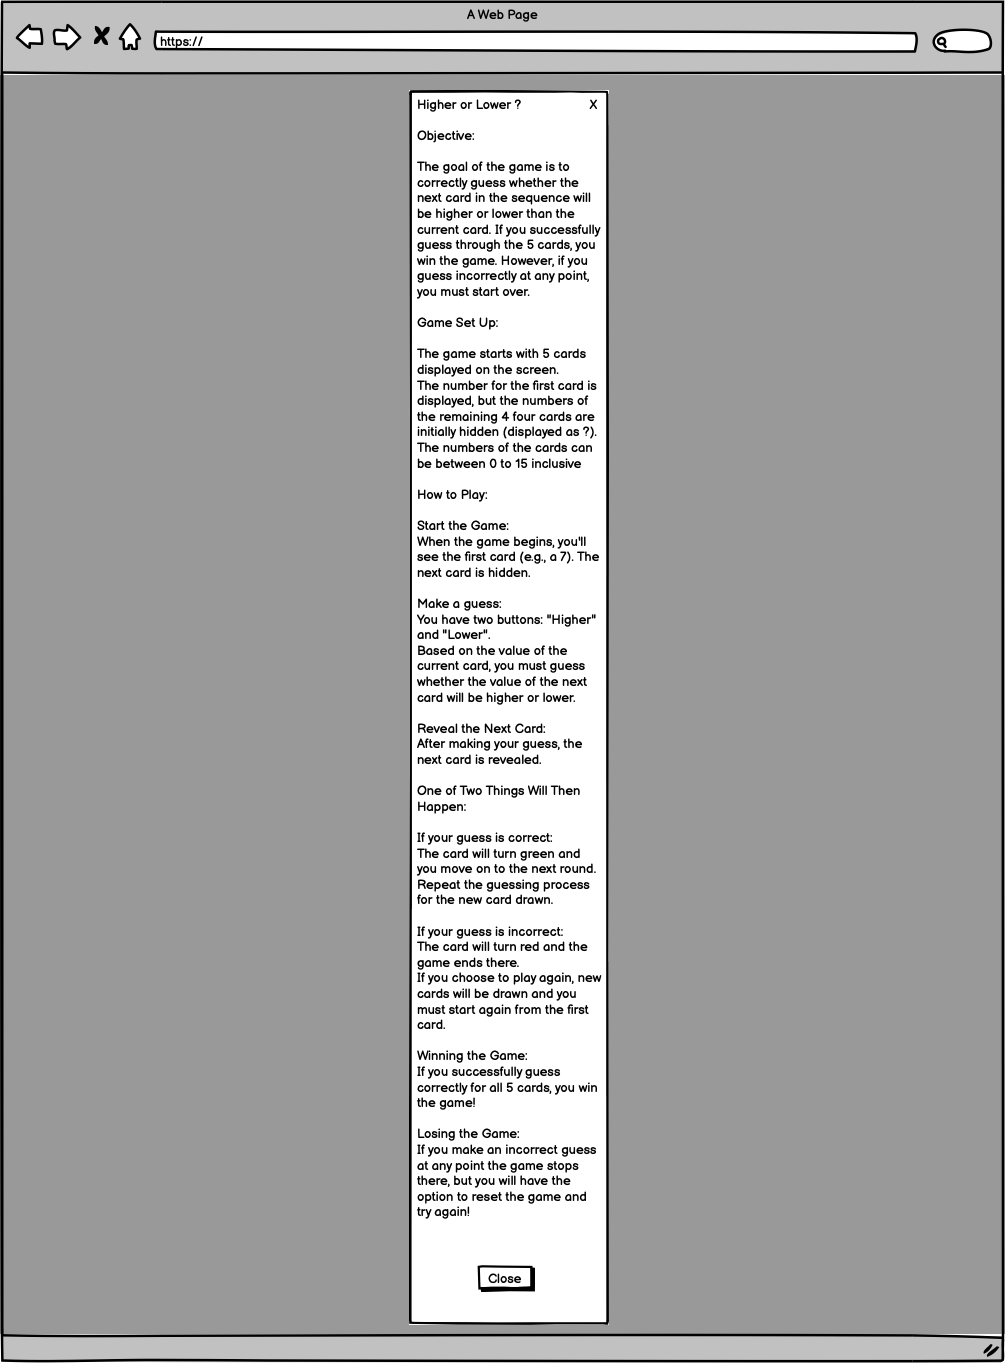 A Web Page
https://
Higher or Lower ? X
Objective:
The goal of the game is to
correctly guess whether the
next card in the sequence will
be higher or lower than the
current card. If you successfully
guess through the 5 cards, you
win the game. However, if you
guess incorrectly at any point,
you must start over.
Game Set Up:
The game starts with 5 cards
displayed on the screen.
The number for the first card is
displayed, but the numbers of
the remaining 4 four cards are
initially hidden (displayed as ?).
The numbers of the cards can
be between 0 to 15 inclusive
How to Play:
Start the Game:
When the game begins, you'll
see the first card (e.g., a 7). The
next card is hidden.
Make a guess:
You have two buttons: "Higher"
and "Lower".
Based on the value of the
current card, you must guess
whether the value of the next
card will be higher or lower.
Reveal the Next Card:
After making your guess, the
next card is revealed.
One of Two Things Will Then
Happen:
If your guess is correct:
The card will turn green and
you move on to the next round.
Repeat the guessing process
for the new card drawn.
If your guess is incorrect:
The card will turn red and the
game ends there.
If you choose to play again, new
cards will be drawn and you
must start again from the first
card.
Winning the Game:
If you successfully guess
correctly for all 5 cards, you win
the game!
Losing the Game:
If you make an incorrect guess
at any point the game stops
there, but you will have the
option to reset the game and
try again!
Close